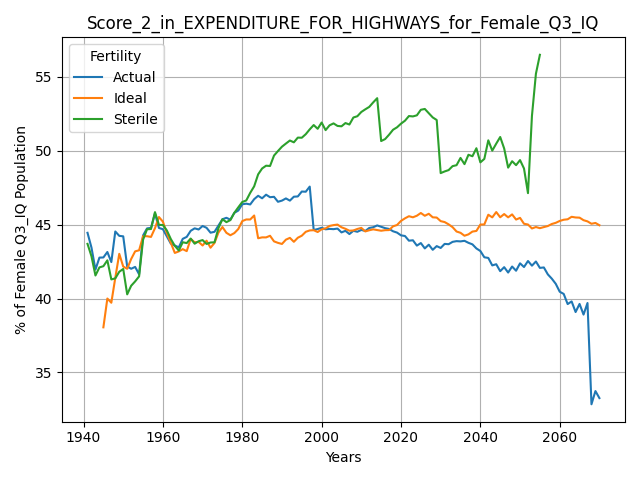 Score_2_in_EXPENDITURE_FOR_HIGHWAYS_for_Female_Q3_IQ
Fertility
Actual
Ideal
Sterile
% of Female Q3_IQ Population
55
50
45
40
35
1940 1960 1980 2000 2020 2040 2060
Years